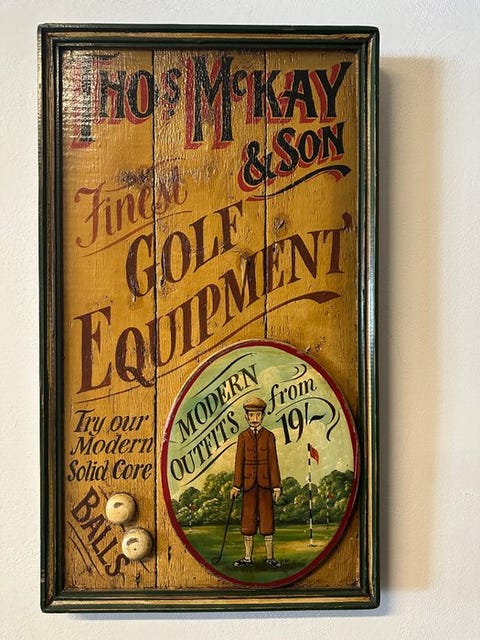 Thos McKay
& Son
Finest
Golf
Equipment
MODERN
OUTFITS
from
19/-
Try our
Modern
Solid Core
BALLS